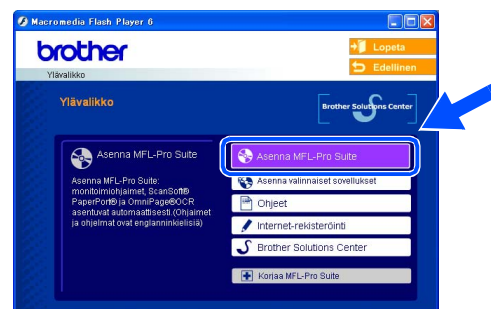 Macromedia Flash Player 6
brother
Lopeta
Edellinen
Ylävalikko
Ylävalikko
Brother Solutions Center
Asenna MFL-Pro Suite
Asenna MFL-Pro Suite:
monitoimiohjaimet, ScanSoft®
PaperPort® ja OmniPage®OCR
asentuvat automaattisesti.(Ohjaimet
ja ohjelmat ovat englanninkielisiä)
Asenna MFL-Pro Suite
Asenna valinnaiset sovellukset
Ohjeet
Internet-rekisteröinti
Brother Solutions Center
Korjaa MFL-Pro Suite